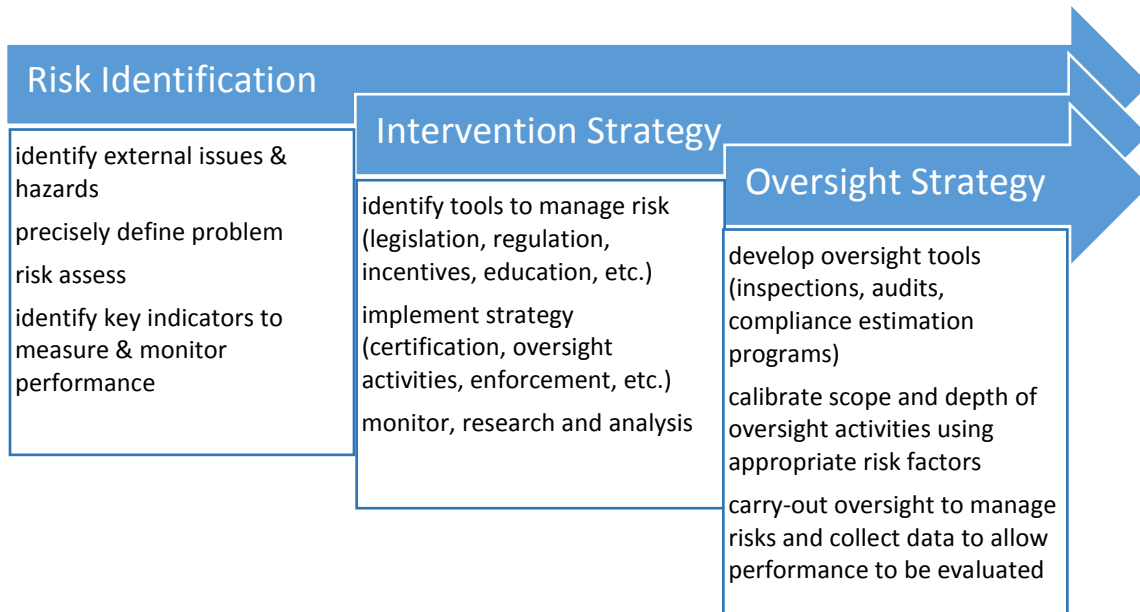 Risk Identification
identify external issues &
hazards
precisely define problem
risk assess
identify key indicators to
measure & monitor
performance
Intervention Strategy
identify tools to manage risk
(legislation, regulation,
incentives, education, etc.)
implement strategy
(certification, oversight
activities, enforcement, etc.)
monitor, research and analysis
Oversight Strategy
develop oversight tools
(inspections, audits,
compliance estimation
programs)
calibrate scope and depth of
oversight activities using
appropriate risk factors
carry-out oversight to manage
risks and collect data to allow
performance to be evaluated